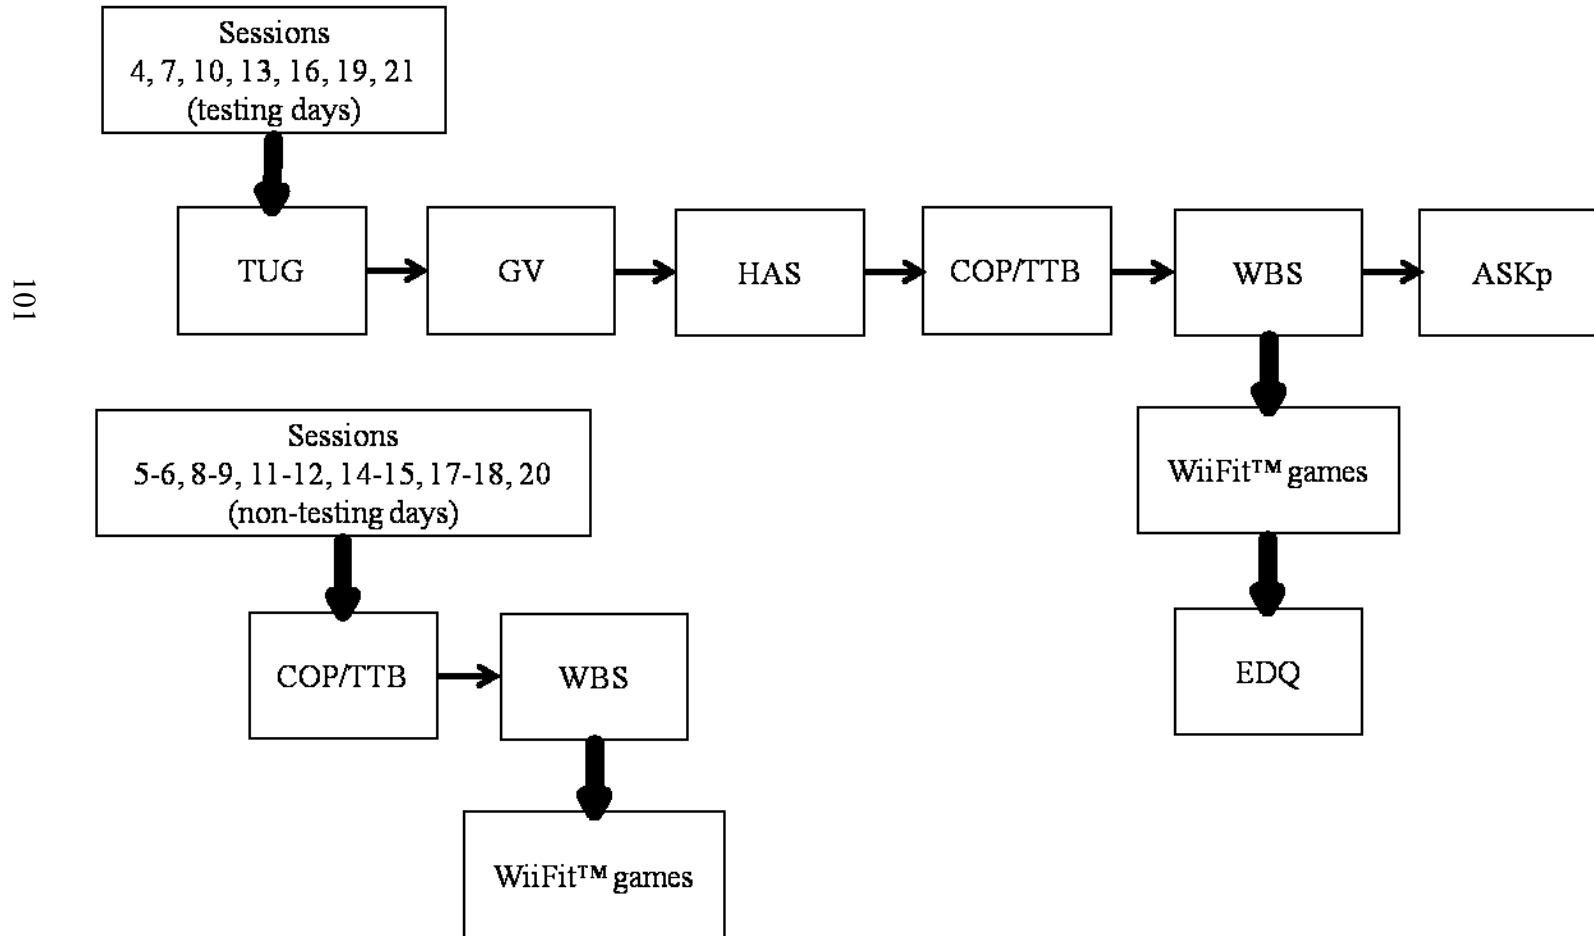 Sessions
4, 7, 10, 13, 16, 19, 21
(testing days)
TUG
GV
HAS
COP/TTB
WBS
ASKp
101
Sessions
5-6, 8-9, 11-12, 14-15, 17-18, 20
(non-testing days)
WiiFit™ games
COP/TTB
WBS
EDQ
WiiFit™ games